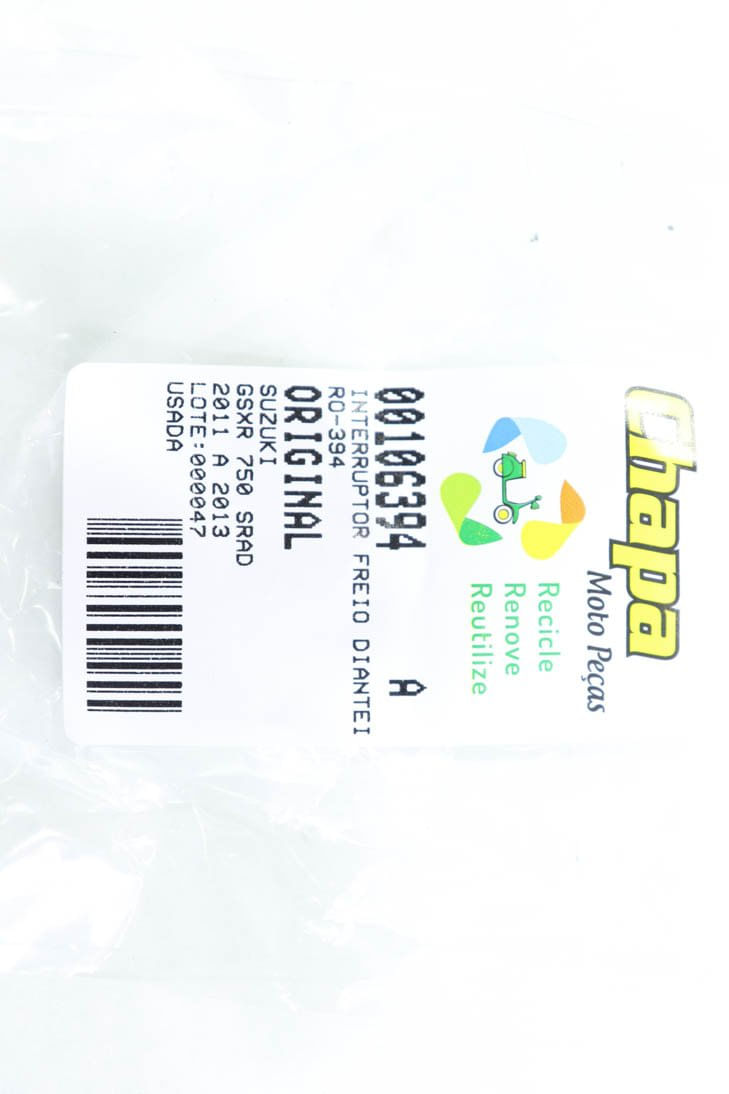 Chapa
Moto Peças
Recicle
Renove
Reutilize
00106394 A
INTERRUPTOR FREIO DIANTEI
RO-394
ORIGINAL
SUZUKI
GSXR 750 SRAD
2011 A 2013
LOTE:000047
USADA